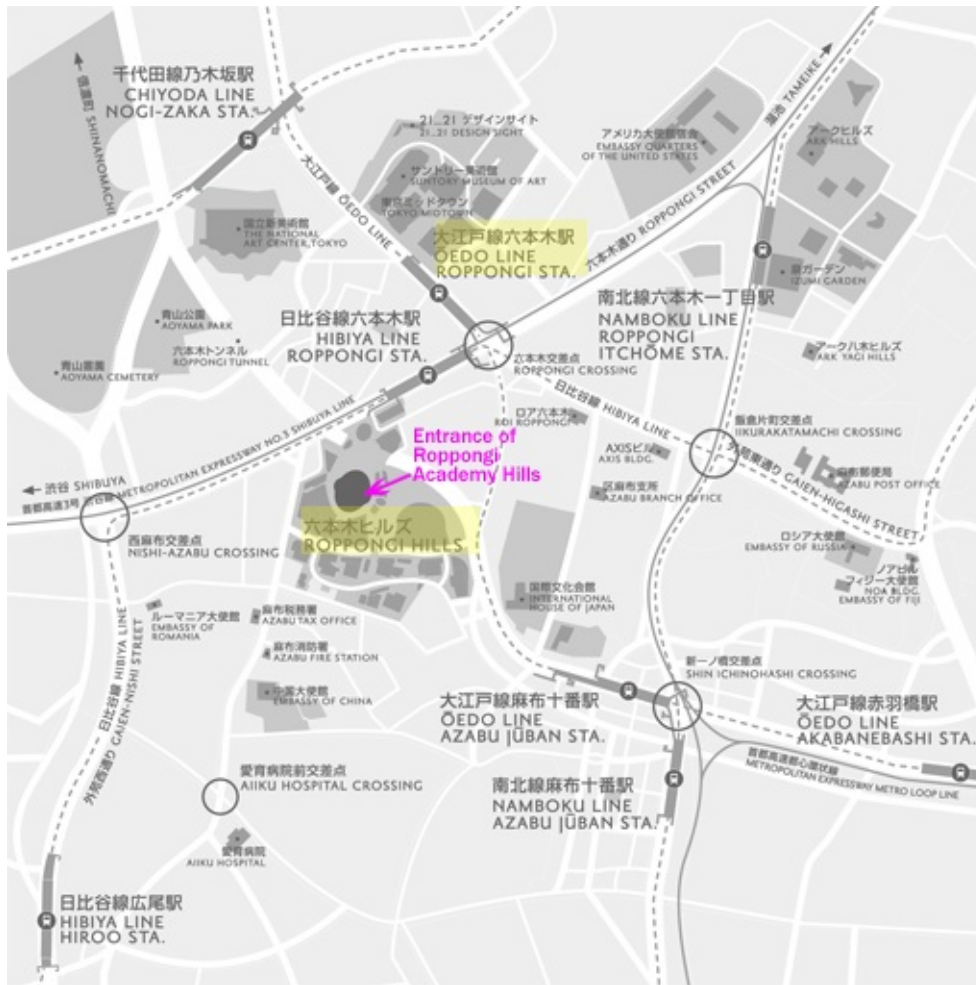 千代田線乃木坂駅
CHIYODA LINE
NOGI-ZAKA STA.
信濃町 SHINANOMACHI
21_21 デザインサイト
21_21 DESIGN SIGHT
サントリー美術館
SUNTORY MUSEUM OF ART
東京ミッドタウン
TOKYO MIDTOWN
アメリカ大使館宿舎
EMBASSY QUARTERS
OF THE UNITED STATES
溜池 TAMEIKE
アークヒルズ
ARK HILLS
大江戸線 ŌEDO LINE
国立新美術館
THE NATIONAL
ART CENTER, TOKYO
大江戸線六本木駅
ŌEDO LINE
ROPPONGI STA.
六本木通り ROPPONGI STREET
泉ガーデン
IZUMI GARDEN
南北線六本木一丁目駅
NAMBOKU LINE
ROPPONGI
ITCHŌME STA.
日比谷線六本木駅
HIBIYA LINE
ROPPONGI STA.
青山公園
AOYAMA PARK
六本木トンネル
ROPPONGI TUNNEL
青山霊園
AOYAMA CEMETERY
六本木交差点
ROPPONGI CROSSING
アーク八木ヒルズ
ARK YAGI HILLS
日比谷線 HIBIYA LINE
ロア六本木
ROI ROPPONGI
飯倉片町交差点
IIKURAKATAMACHI CROSSING
Entrance of
Roppongi
Academy Hills
AXISビル
AXIS BLDG.
外苑東通り GAIEN-HIGASHI STREET
麻布郵便局
AZABU POST OFFICE
渋谷 SHIBUYA
首都高速3号 渋谷線 METROPOLITAN EXPRESSWAY NO.3 SHIBUYA LINE
区麻布支所
AZABU BRANCH OFFICE
六本木ヒルズ
ROPPONGI HILLS
西麻布交差点
NISHI-AZABU CROSSING
ロシア大使館
EMBASSY OF RUSSIA
ノアビル
フィジー大使館
NOA BLDG.
EMBASSY OF FIJI
国際文化会館
INTERNATIONAL
HOUSE OF JAPAN
ルーマニア大使館
EMBASSY OF
ROMANIA
麻布税務署
AZABU TAX OFFICE
麻布消防署
AZABU FIRE STATION
中国大使館
EMBASSY OF CHINA
日比谷線 HIBIYA LINE
外苑西通り GAIEN-NISHI STREET
新一ノ橋交差点
SHIN ICHINOHASHI CROSSING
大江戸線麻布十番駅
ŌEDO LINE
AZABU JŪBAN STA.
大江戸線赤羽橋駅
ŌEDO LINE
AKABANEBASHI STA.
首都高速都心環状線
METROPOLITAN EXPRESSWAY METRO LOOP LINE
愛育病院前交差点
AIIKU HOSPITAL CROSSING
南北線麻布十番駅
NAMBOKU LINE
AZABU JŪBAN STA.
愛育病院
AIIKU HOSPITAL
日比谷線広尾駅
HIBIYA LINE
HIROO STA.